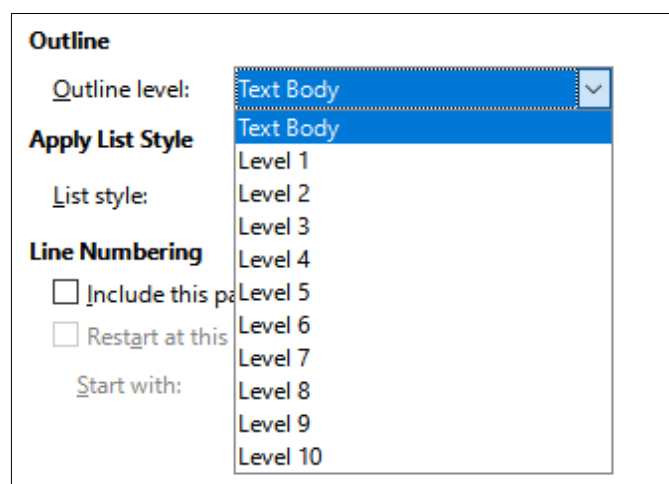 Outline
Outline level: Text Body
Text Body
Apply List Style
Level 1
List style: Level 2
Level 3
Line Numbering
Level 4
Include this pa Level 5
Level 6
Restart at this Level 7
Start with: Level 8
Level 9
Level 10